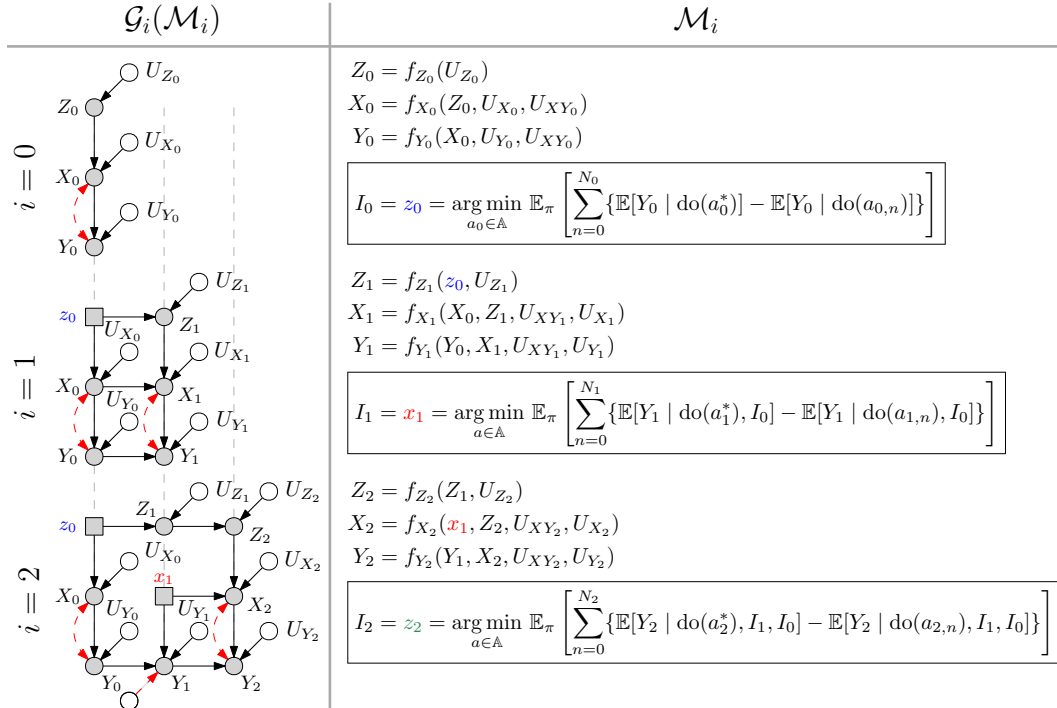 𝒢ᵢ(ℳᵢ) ℳᵢ
i = 0
U_{Z_0}
Z_0
U_{X_0}
X_0
U_{Y_0}
Y_0
Z_0 = f_{Z_0}(U_{Z_0})
X_0 = f_{X_0}(Z_0, U_{X_0}, U_{XY_0})
Y_0 = f_{Y_0}(X_0, U_{Y_0}, U_{XY_0})
I_0 = z_0 = arg min_{a_0∈𝔸} 𝔼_π [ ∑_{n=0}^{N_0} {𝔼[Y_0 | do(a_0^*)] − 𝔼[Y_0 | do(a_{0,n})]} ]
i = 1
U_{Z_1}
z_0
U_{X_0}
Z_1
U_{X_1}
X_0
U_{Y_0}
X_1
U_{Y_1}
Y_0
Y_1
Z_1 = f_{Z_1}(z_0, U_{Z_1})
X_1 = f_{X_1}(X_0, Z_1, U_{XY_1}, U_{X_1})
Y_1 = f_{Y_1}(Y_0, X_1, U_{XY_1}, U_{Y_1})
I_1 = x_1 = arg min_{a∈𝔸} 𝔼_π [ ∑_{n=0}^{N_1} {𝔼[Y_1 | do(a_1^*), I_0] − 𝔼[Y_1 | do(a_{1,n}), I_0]} ]
i = 2
U_{Z_1}
U_{Z_2}
Z_1
z_0
Z_2
U_{X_0}
U_{X_2}
x_1
X_0
U_{Y_0}
U_{Y_1}
X_2
U_{Y_2}
Y_0
Y_1
Y_2
Z_2 = f_{Z_2}(Z_1, U_{Z_2})
X_2 = f_{X_2}(x_1, Z_2, U_{XY_2}, U_{X_2})
Y_2 = f_{Y_2}(Y_1, X_2, U_{XY_2}, U_{Y_2})
I_2 = z_2 = arg min_{a∈𝔸} 𝔼_π [ ∑_{n=0}^{N_2} {𝔼[Y_2 | do(a_2^*), I_1, I_0] − 𝔼[Y_2 | do(a_{2,n}), I_1, I_0]} ]